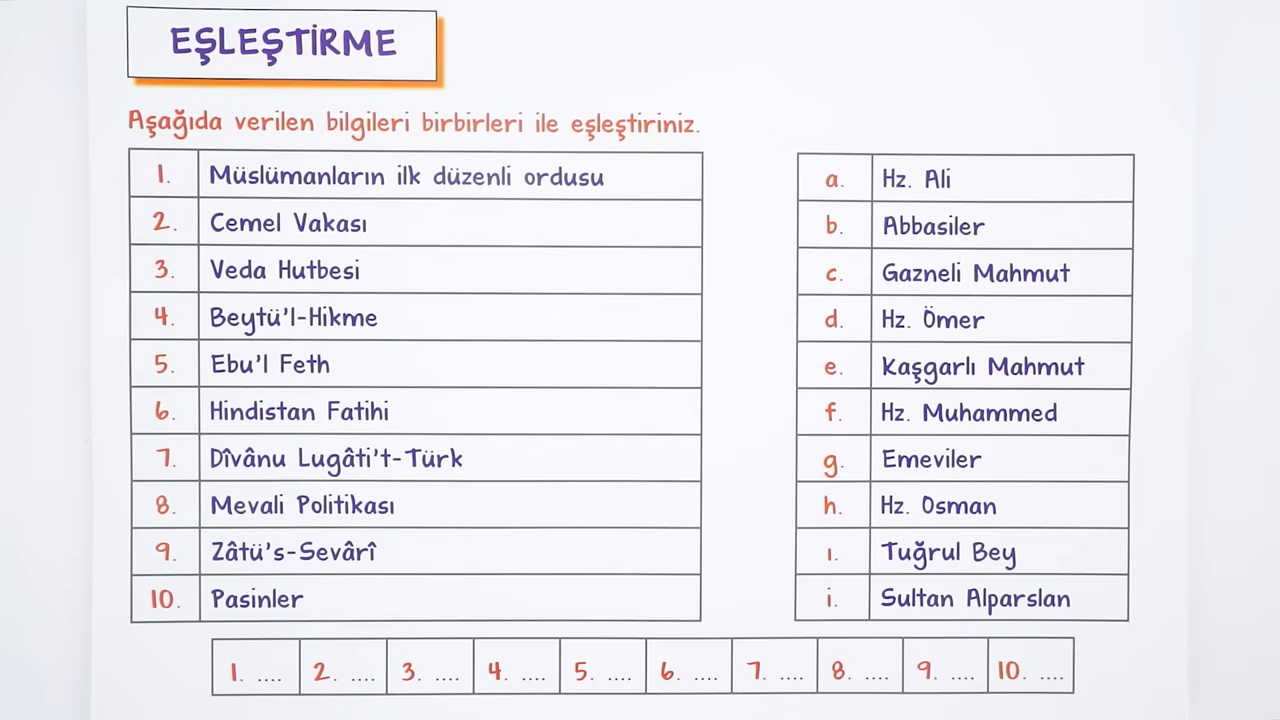 EŞLEŞTİRME
Aşağıda verilen bilgileri birbirleri ile eşleştiriniz.
1. Müslümanların ilk düzenli ordusu
2. Cemel Vakası
3. Veda Hutbesi
4. Beytü'l-Hikme
5. Ebu'l Feth
6. Hindistan Fatihi
7. Dîvânu Lugâti't-Türk
8. Mevali Politikası
9. Zâtü's-Sevârî
10. Pasinler
a. Hz. Ali
b. Abbasiler
c. Gazneli Mahmut
d. Hz. Ömer
e. Kaşgarlı Mahmut
f. Hz. Muhammed
g. Emeviler
h. Hz. Osman
ı. Tuğrul Bey
i. Sultan Alparslan
1. .... 2. .... 3. .... 4. .... 5. .... 6. .... 7. .... 8. .... 9. .... 10. ....